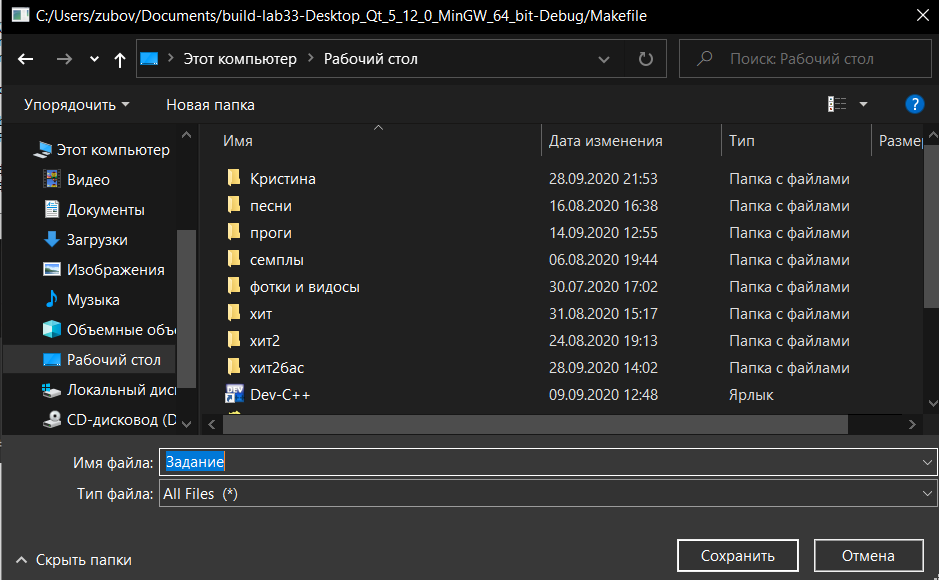 C:/Users/zubov/Documents/build-lab33-Desktop_Qt_5_12_0_MinGW_64_bit-Debug/Makefile
Этот компьютер > Рабочий стол
Поиск: Рабочий стол
Упорядочить
Новая папка
?
Этот компьютер
Видео
Документы
Загрузки
Изображения
Музыка
Объемные объ
Рабочий стол
Локальный дис
CD-дисковод (D
Имя Дата изменения Тип Разме
Кристина 28.09.2020 21:53 Папка с файлами
песни 16.08.2020 16:38 Папка с файлами
проги 14.09.2020 12:55 Папка с файлами
семплы 06.08.2020 19:44 Папка с файлами
фотки и видосы 30.07.2020 17:02 Папка с файлами
хит 31.08.2020 15:17 Папка с файлами
хит2 24.08.2020 19:13 Папка с файлами
хит2бас 28.09.2020 14:02 Папка с файлами
Dev-C++ 09.09.2020 12:48 Ярлык
Имя файла: Задание
Тип файла: All Files (*)
Скрыть папки
Сохранить
Отмена